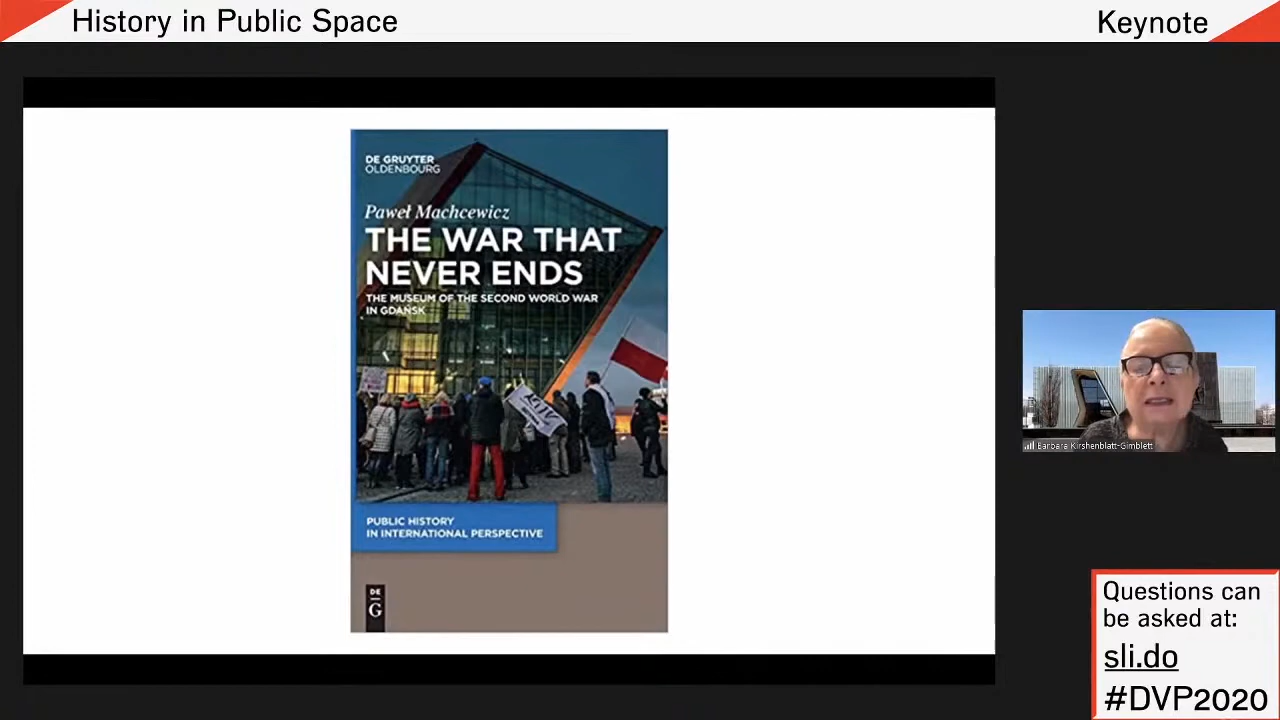 History in Public Space
Keynote
DE GRUYTER
OLDENBOURG
Paweł Machcewicz
THE WAR THAT
NEVER ENDS
THE MUSEUM OF THE SECOND WORLD WAR
IN GDAŃSK
PUBLIC HISTORY
IN INTERNATIONAL PERSPECTIVE
DE
G
Barbara Kirshenblatt-Gimblett
Questions can
be asked at:
sli.do
#DVP2020